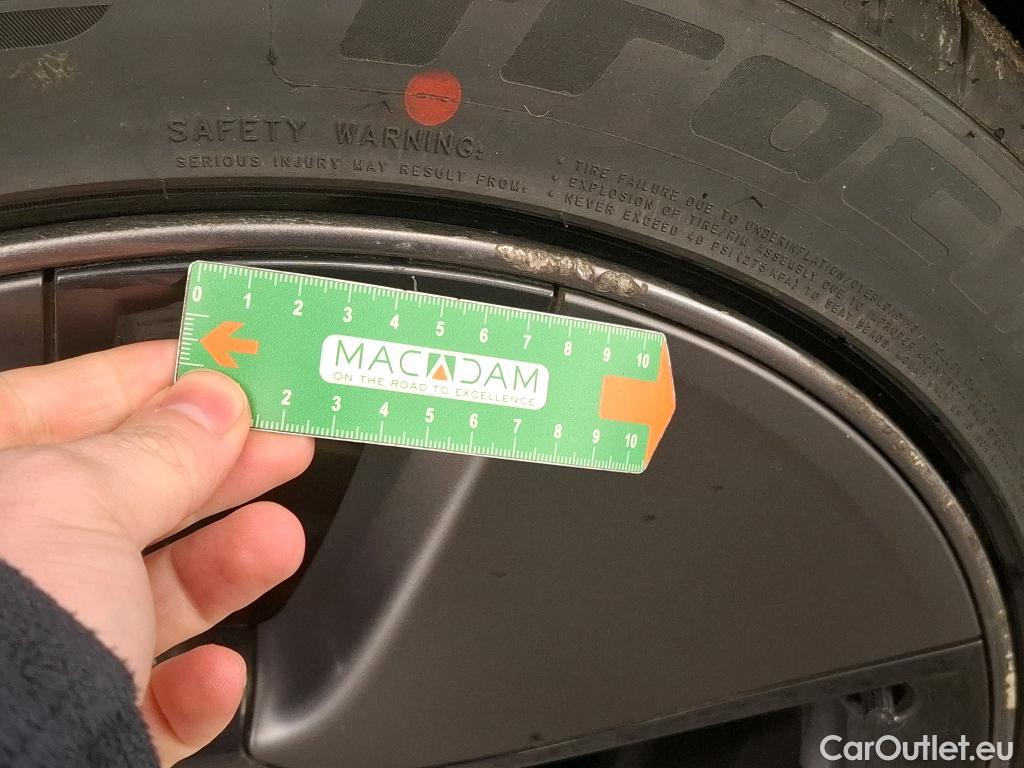 SAFETY WARNING:
SERIOUS INJURY MAY RESULT FROM:
• TIRE FAILURE DUE TO UNDERINFLATION/OVERLOADING
• EXPLOSION OF TIRE/RIM ASSEMBLY DUE TO IMPROPER
• NEVER EXCEED 40 PSI (275 KPA) TO SEAT BEADS.
0 1 2 3 4 5 6 7 8 9 10
MACADAM
ON THE ROAD TO EXCELLENCE
2 3 4 5 6 7 8 9 10
CarOutlet.eu